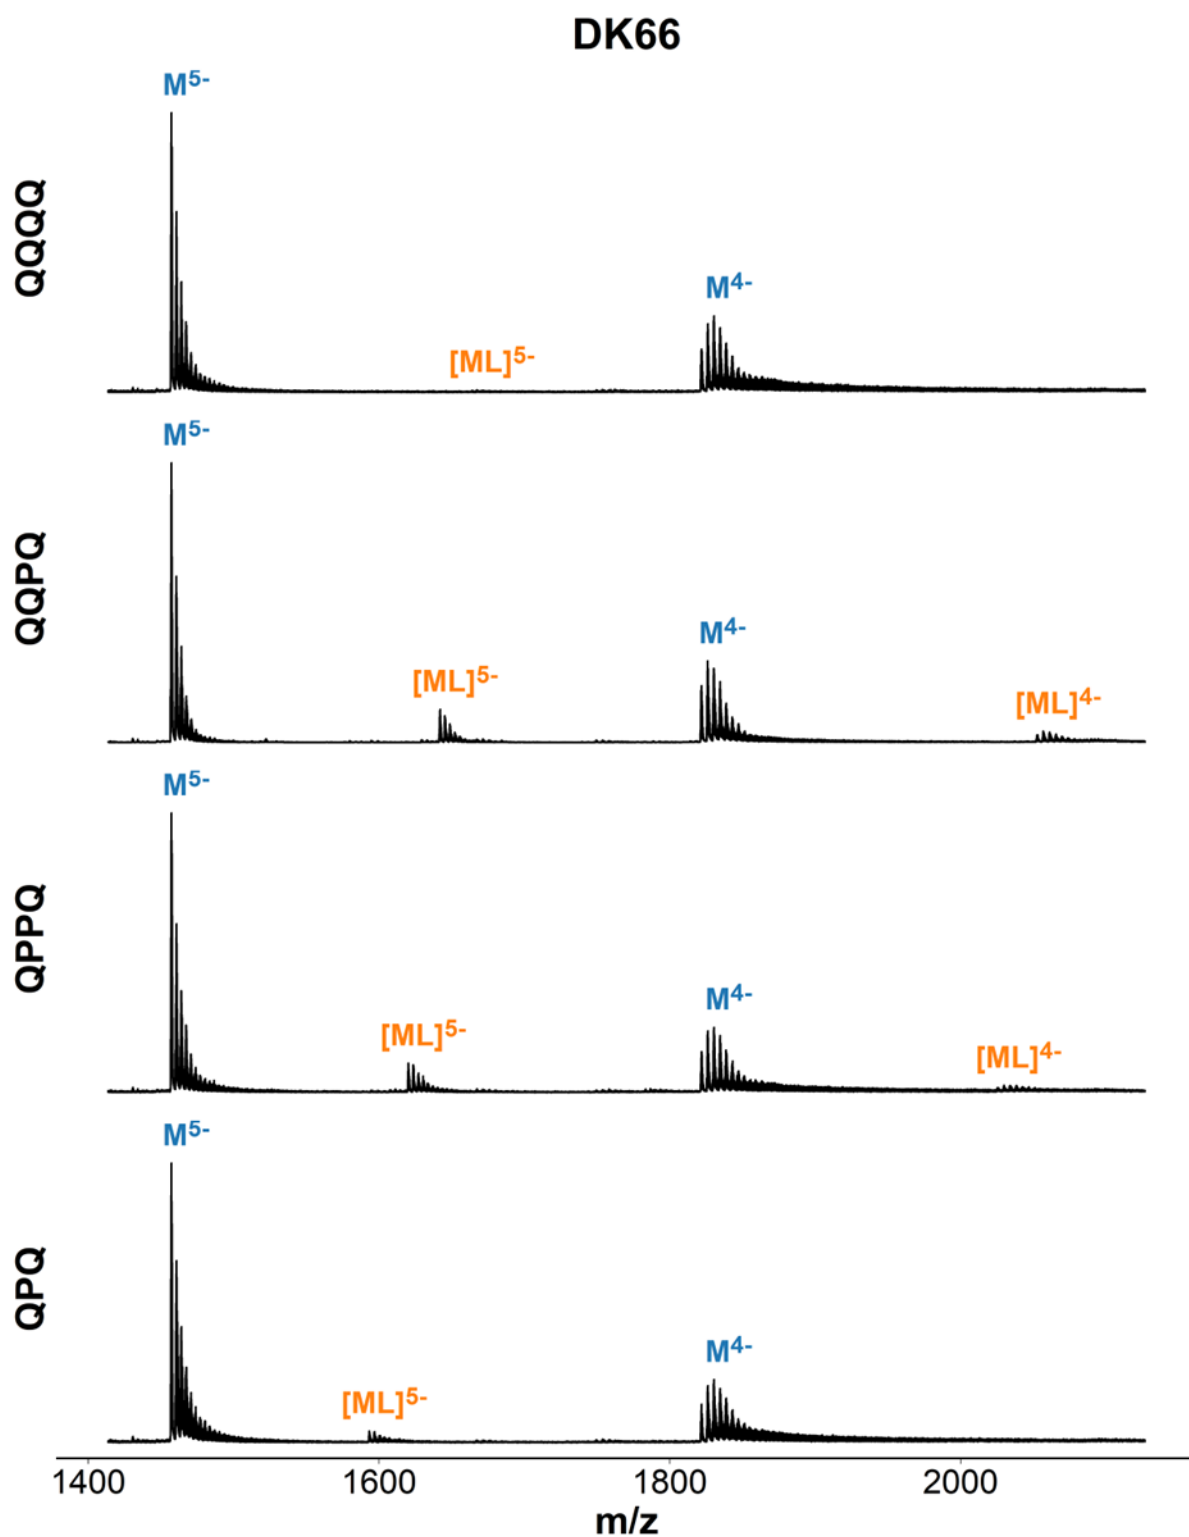 DK66
QQQQ
M5-
[ML]5-
M4-
QQPQ
M5-
[ML]5-
M4-
[ML]4-
QPPQ
M5-
[ML]5-
M4-
[ML]4-
QPQ
M5-
[ML]5-
M4-
1400 1600 1800 2000
m/z